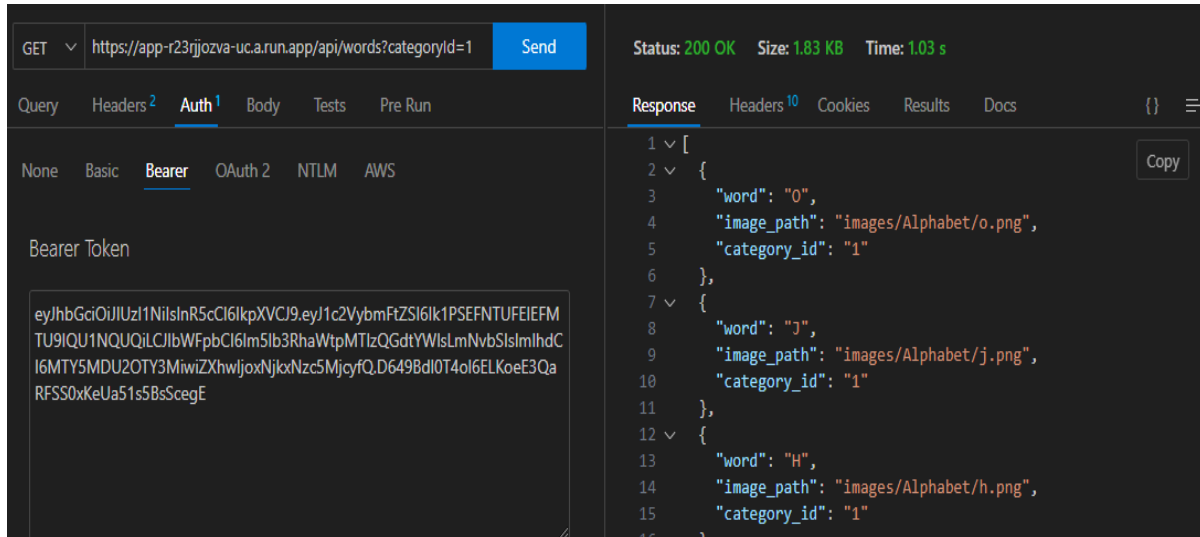 GET https://app-r23rjjozva-uc.a.run.app/api/words?categoryId=1 Send
Query Headers 2 Auth 1 Body Tests Pre Run
None Basic Bearer OAuth 2 NTLM AWS
Bearer Token
eyJhbGciOiJIUzI1NiIsInR5cCI6IkpXVCJ9.eyJ1c2VybmFtZSI6Ik1PSEFNTUFEIEFM
TU9IQU1NQUQiLCJlbWFpbCI6Im5lb3RhaWtpMTIzQGdtYWlsLmNvbSIsImlhdC
I6MTY5MDU2OTY3MiwiZXhwIjoxNjkxNzc5MjcyfQ.D649BdI0T4oI6ELKoeE3Qa
RFSS0xKeUa51s5BsScegE
Status: 200 OK Size: 1.83 KB Time: 1.03 s
Response Headers 10 Cookies Results Docs {}
Copy
1 [
2 {
3 "word": "O",
4 "image_path": "images/Alphabet/o.png",
5 "category_id": "1"
6 },
7 {
8 "word": "J",
9 "image_path": "images/Alphabet/j.png",
10 "category_id": "1"
11 },
12 {
13 "word": "H",
14 "image_path": "images/Alphabet/h.png",
15 "category_id": "1"